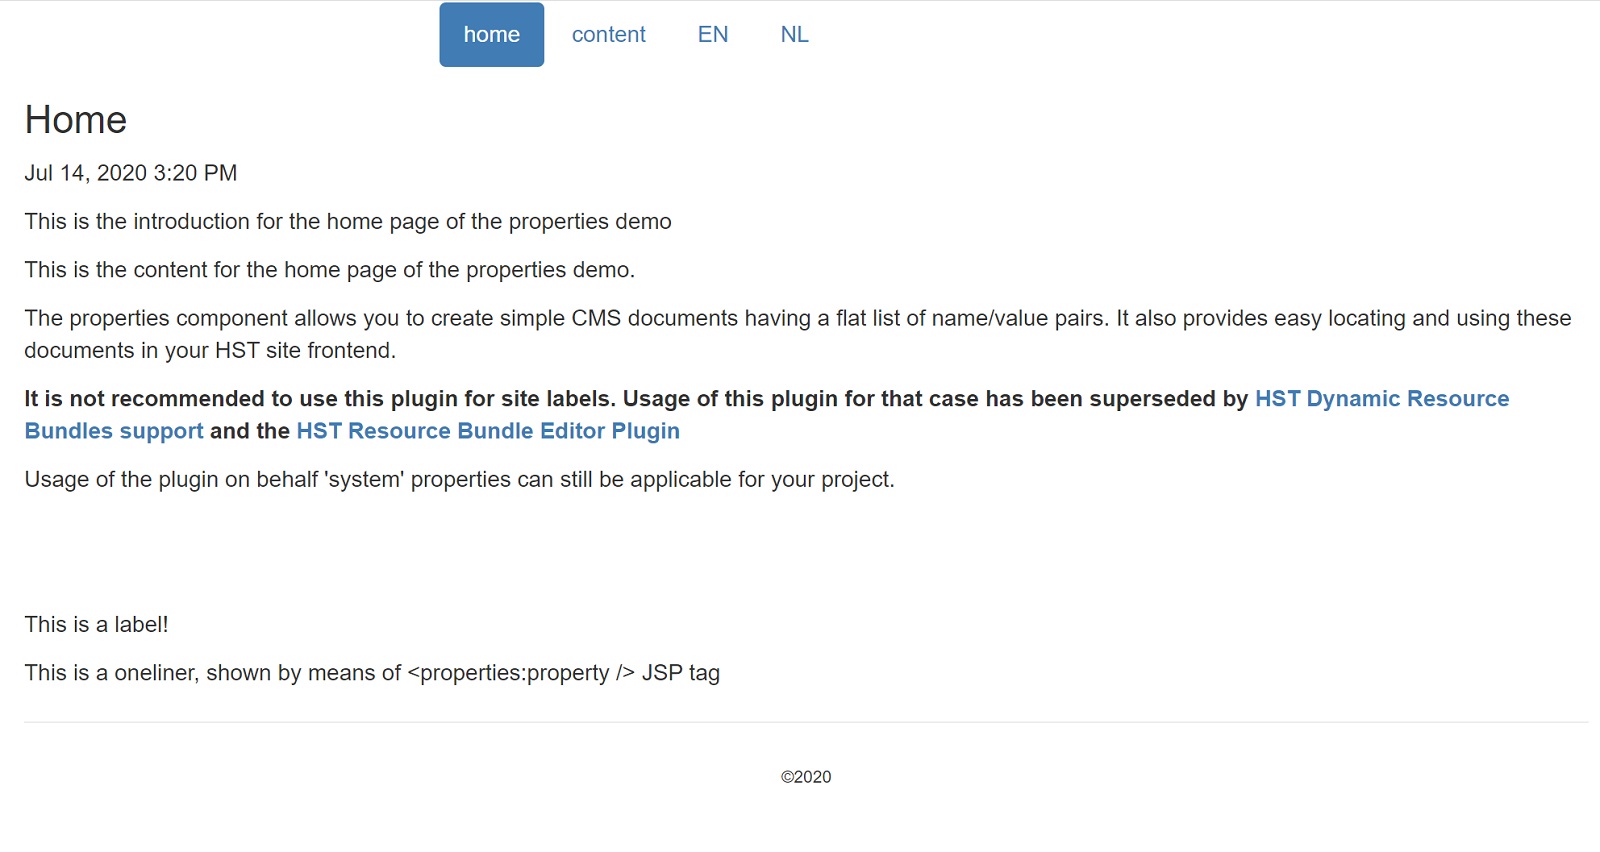 home content EN NL
Home
Jul 14, 2020 3:20 PM
This is the introduction for the home page of the properties demo
This is the content for the home page of the properties demo.
The properties component allows you to create simple CMS documents having a flat list of name/value pairs. It also provides easy locating and using these
documents in your HST site frontend.
It is not recommended to use this plugin for site labels. Usage of this plugin for that case has been superseded by HST Dynamic Resource
Bundles support and the HST Resource Bundle Editor Plugin
Usage of the plugin on behalf 'system' properties can still be applicable for your project.
This is a label!
This is a oneliner, shown by means of <properties:property /> JSP tag
©2020